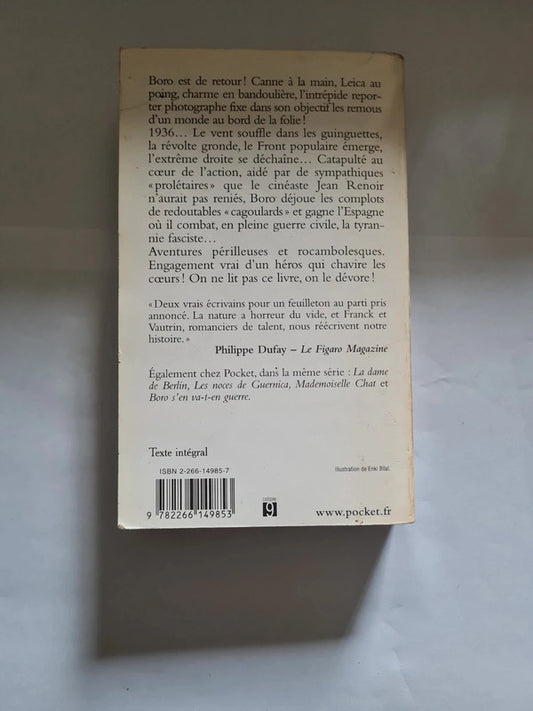 Boro est de retour ! Canne à la main, Leica au
poing, charme en bandoulière, l'intrépide repor-
ter photographe fixe dans son objectif les remous
d'un monde au bord de la folie !
1936… Le vent souffle dans les guinguettes,
la révolte gronde, le Front populaire émerge,
l'extrême droite se déchaîne… Catapulté au
cœur de l'action, aidé par de sympathiques
« prolétaires » que le cinéaste Jean Renoir
n'aurait pas reniés, Boro déjoue les complots
de redoutables « cagoulards » et gagne l'Espagne
où il combat, en pleine guerre civile, la tyran-
nie fasciste…
Aventures périlleuses et rocambolesques.
Engagement vrai d'un héros qui chavire les
cœurs ! On ne lit pas ce livre, on le dévore !
« Deux vrais écrivains pour un feuilleton au parti pris
annoncé. La nature a horreur du vide, et Franck et
Vautrin, romanciers de talent, nous réécrivent notre
histoire. »
Philippe Dufay – Le Figaro Magazine
Également chez Pocket, dans la même série : La dame
de Berlin, Les noces de Guernica, Mademoiselle Chat et
Boro s'en va-t-en guerre.
Texte intégral
Illustration de Enki Bilal.
ISBN 2-266-14985-7
CATÉGORIE
9
9 782266 149853
www.pocket.fr